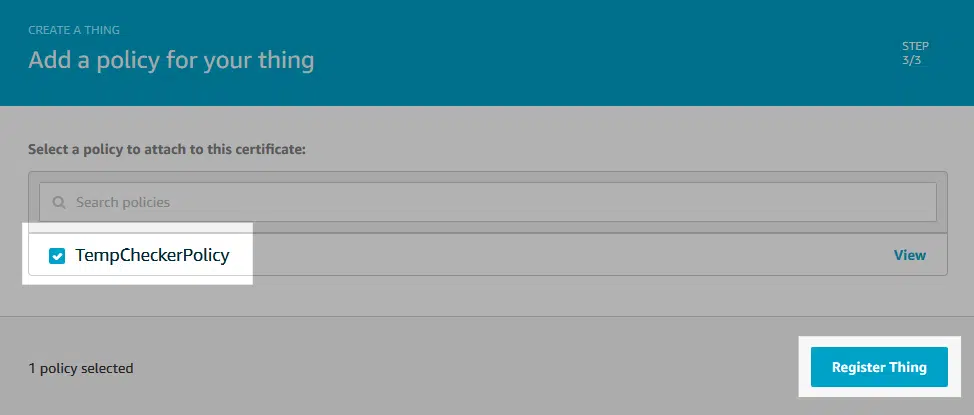 CREATE A THING
Add a policy for your thing
STEP
3/3
Select a policy to attach to this certificate:
Search policies
TempCheckerPolicy
View
1 policy selected
Register Thing